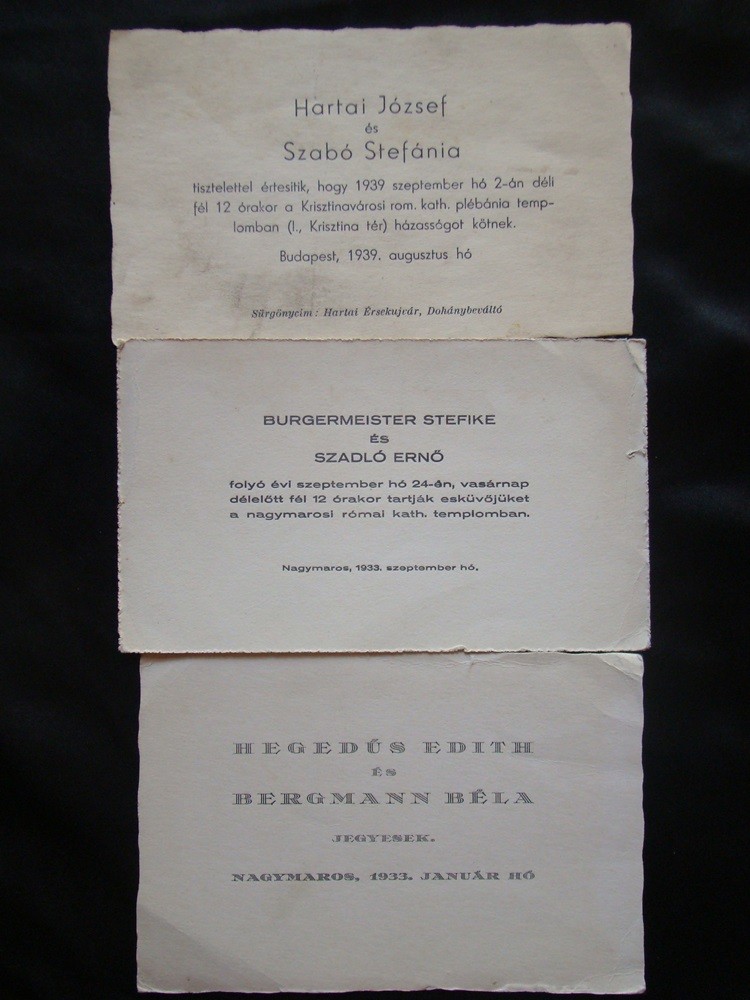 Hartai József
és
Szabó Stefánia
tisztelettel értesitik, hogy 1939 szeptember hó 2-án déli
fél 12 órakor a Krisztinavárosi rom. kath. plébánia temp-
lomban (I., Krisztina tér) házasságot kötnek.
Budapest, 1939. augusztus hó
Sürgönycim: Hartai Érsekujvár, Dohánybeváltó
BURGERMEISTER STEFIKE
ÉS
SZADLÓ ERNŐ
folyó évi szeptember hó 24-én, vasárnap
délelőtt fél 12 órakor tartják esküvőjüket
a nagymarosi római kath. templomban.
Nagymaros, 1933. szeptember hó.
HEGEDŰS EDITH
ÉS
BERGMANN BÉLA
JEGYESEK.
NAGYMAROS, 1933. JANUÁR HÓ